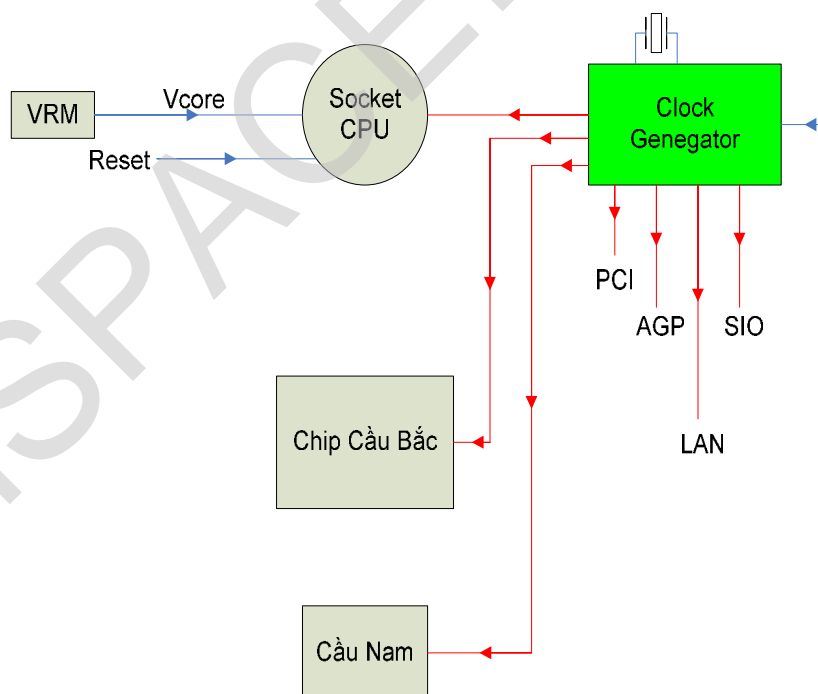 VRM
Vcore
Reset
Socket
CPU
Clock
Genegator
PCI
AGP
SIO
LAN
Chip Cầu Bắc
Cầu Nam